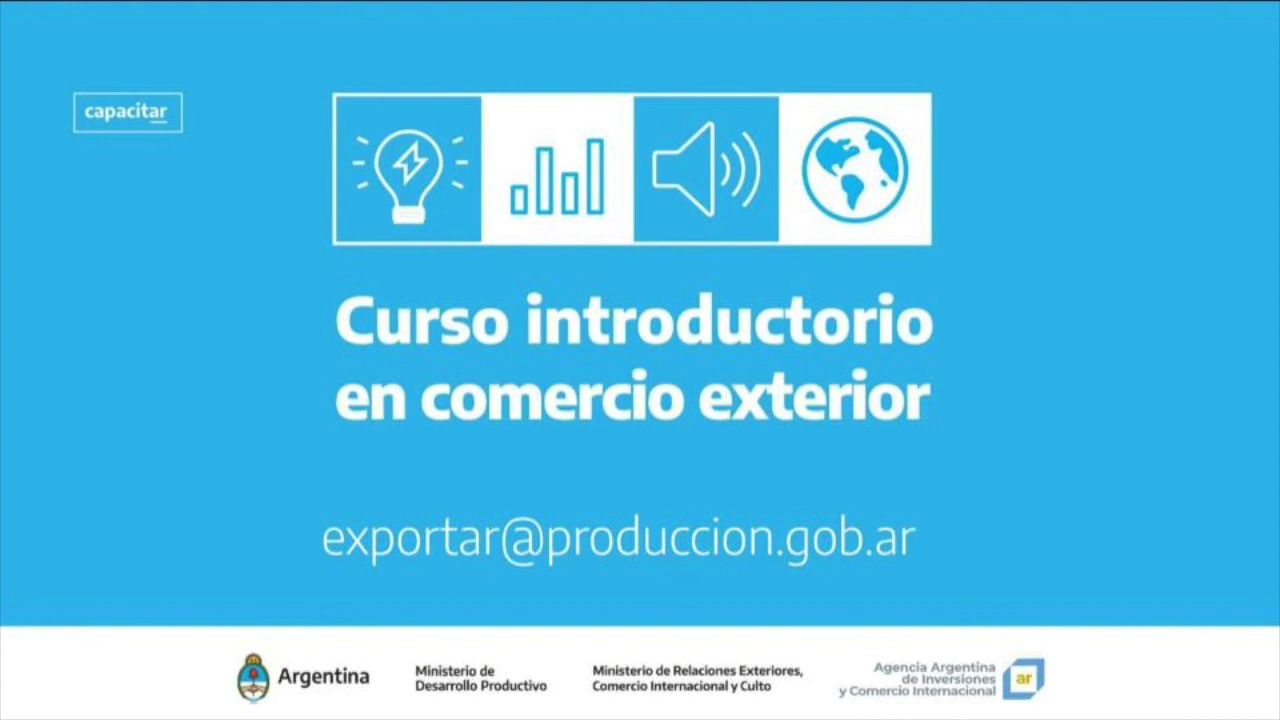 capacitar
Curso introductorio
en comercio exterior
exportar@produccion.gob.ar
Argentina
Ministerio de
Desarrollo Productivo
Ministerio de Relaciones Exteriores,
Comercio Internacional y Culto
Agencia Argentina
de Inversiones
y Comercio Internacional
ar